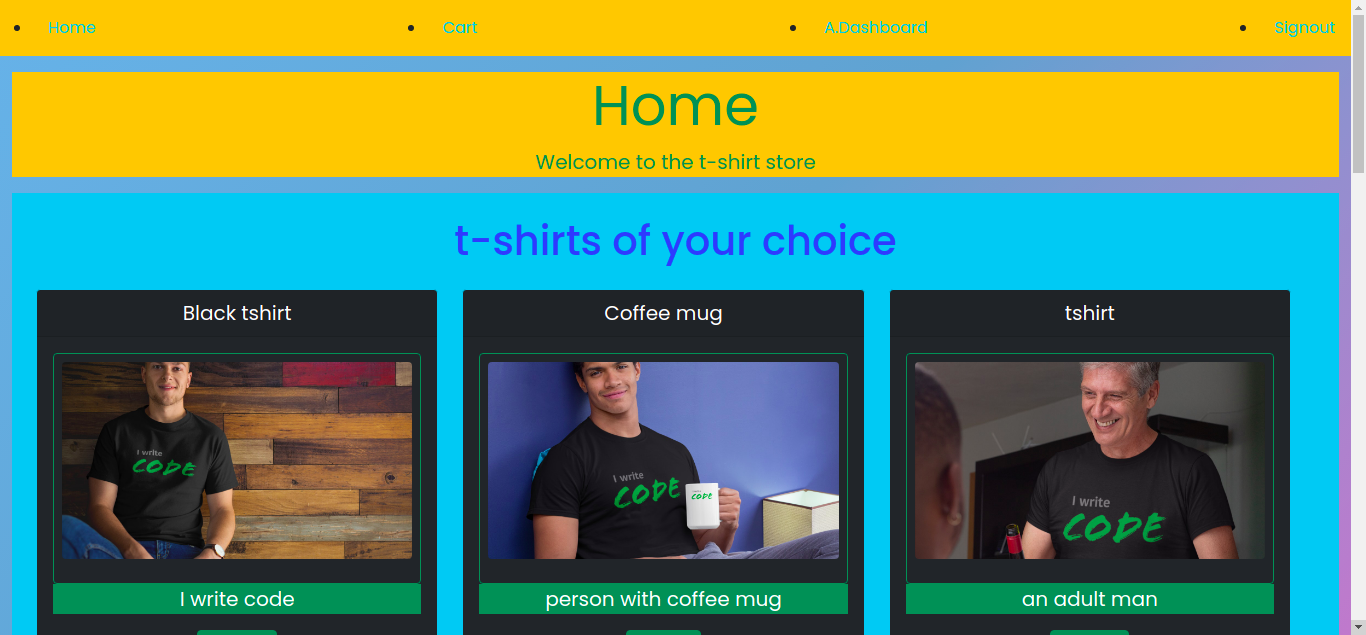 Home
Cart
A.Dashboard
Signout
Home
Welcome to the t-shirt store
t-shirts of your choice
Black tshirt
Coffee mug
tshirt
I write
CODE
I write
CODE
CODE
I write
CODE
I write code
person with coffee mug
an adult man